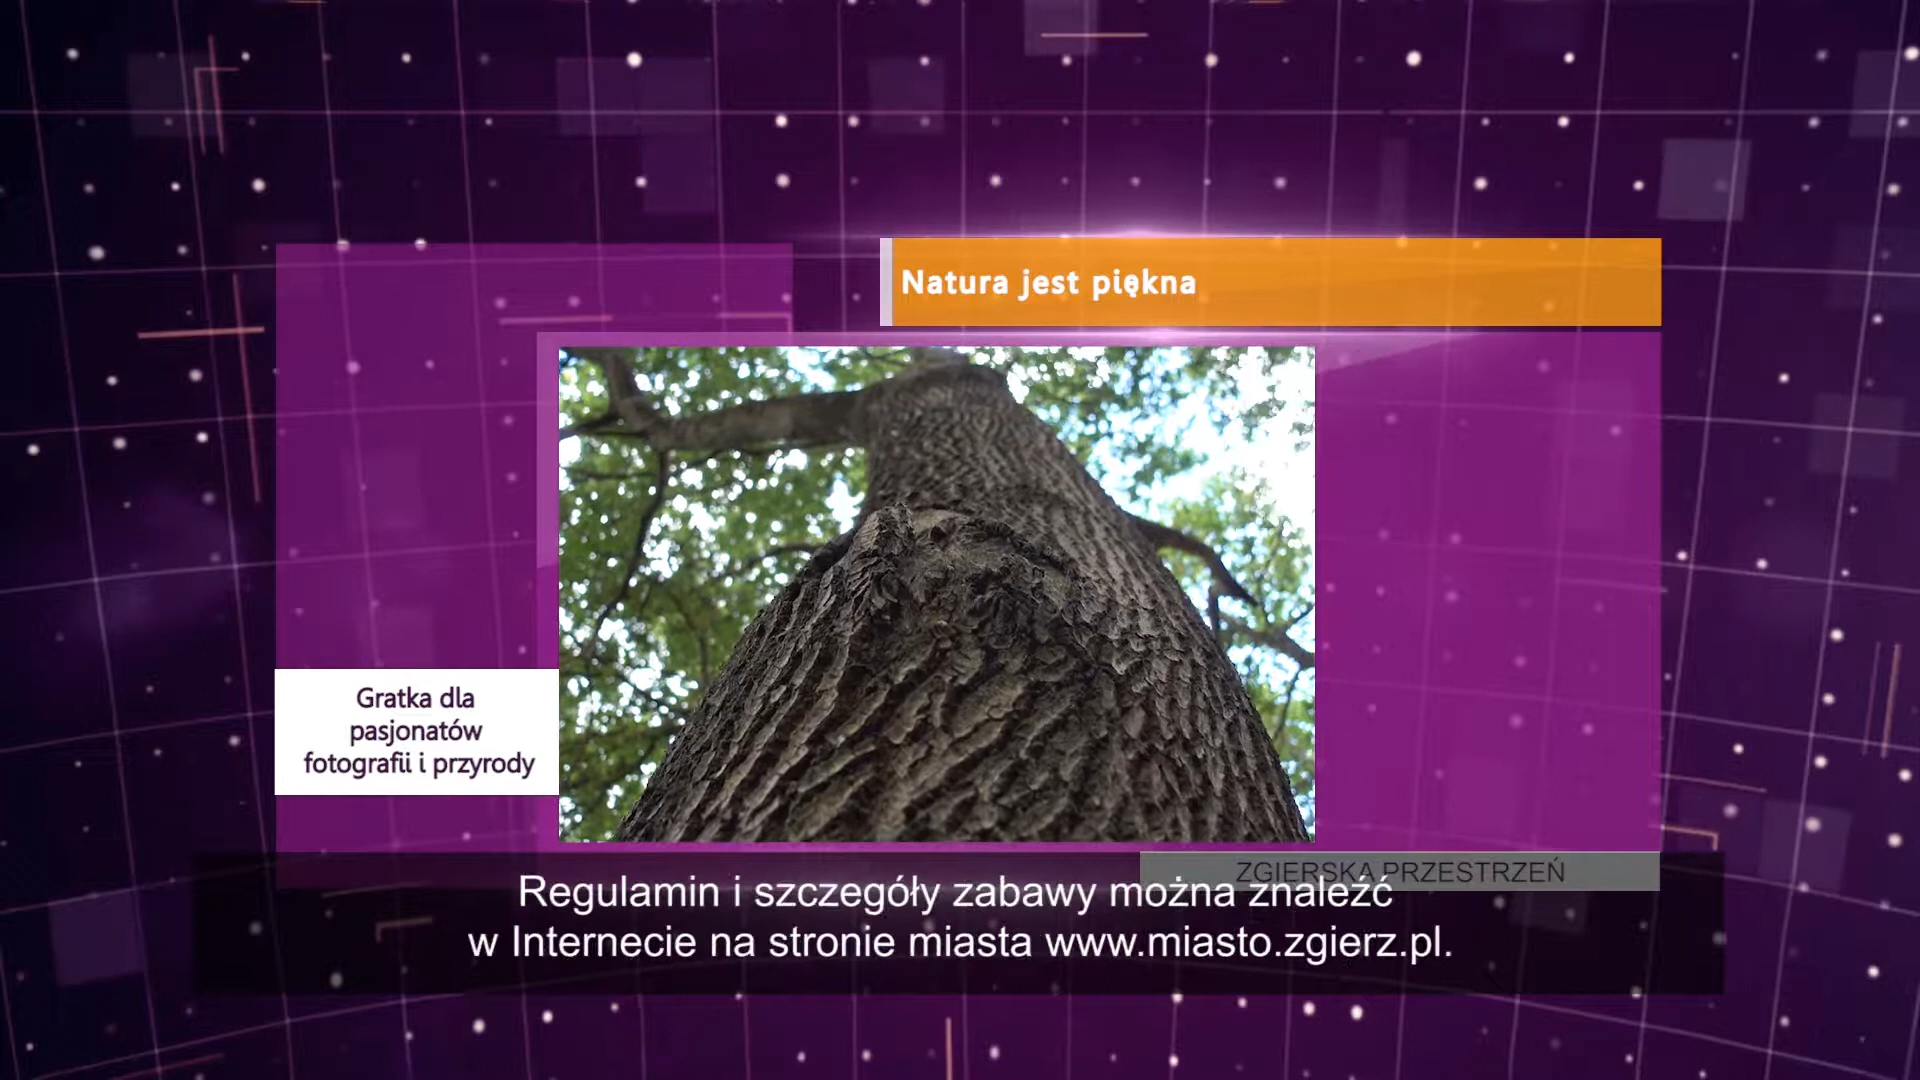 Natura jest piękna
Gratka dla
pasjonatów
fotografii i przyrody
ZGIERSKA PRZESTRZEŃ
Regulamin i szczegóły zabawy można znaleźć
w Internecie na stronie miasta www.miasto.zgierz.pl.